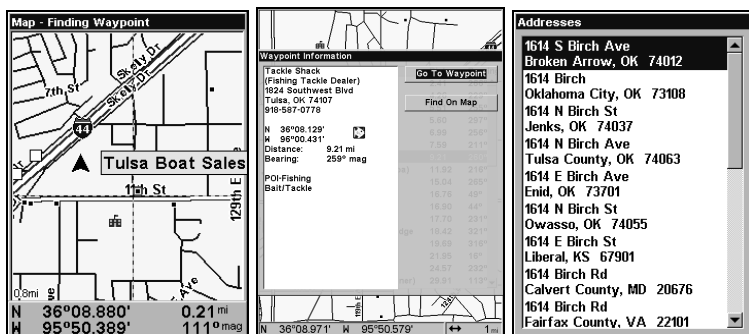 Map - Finding Waypoint
Skelly Dr
Skelly Dr
7th St
44
Tulsa Boat Sales
11th St
129th E
0.8mi
N 36°08.880' 0.21 mi
W 95°50.389' 111° mag
Waypoint Information
Tackle Shack
(Fishing Tackle Dealer)
1824 Southwest Blvd
Tulsa, OK 74107
918-587-0778
N 36°08.129'
W 96°00.431'
Distance: 9.21 mi
Bearing: 259° mag
POI-Fishing
Bait/Tackle
Go To Waypoint
Find On Map
N 36°08.971' W 95°50.579' ↔ 1 mi
Addresses
1614 S Birch Ave
Broken Arrow, OK 74012
1614 Birch
Oklahoma City, OK 73108
1614 N Birch St
Jenks, OK 74037
1614 N Birch Ave
Tulsa County, OK 74063
1614 E Birch Ave
Enid, OK 73701
1614 N Birch St
Owasso, OK 74055
1614 E Birch St
Liberal, KS 67901
1614 Birch Rd
Calvert County, MD 20676
1614 Birch Rd
Fairfax County, VA 22101